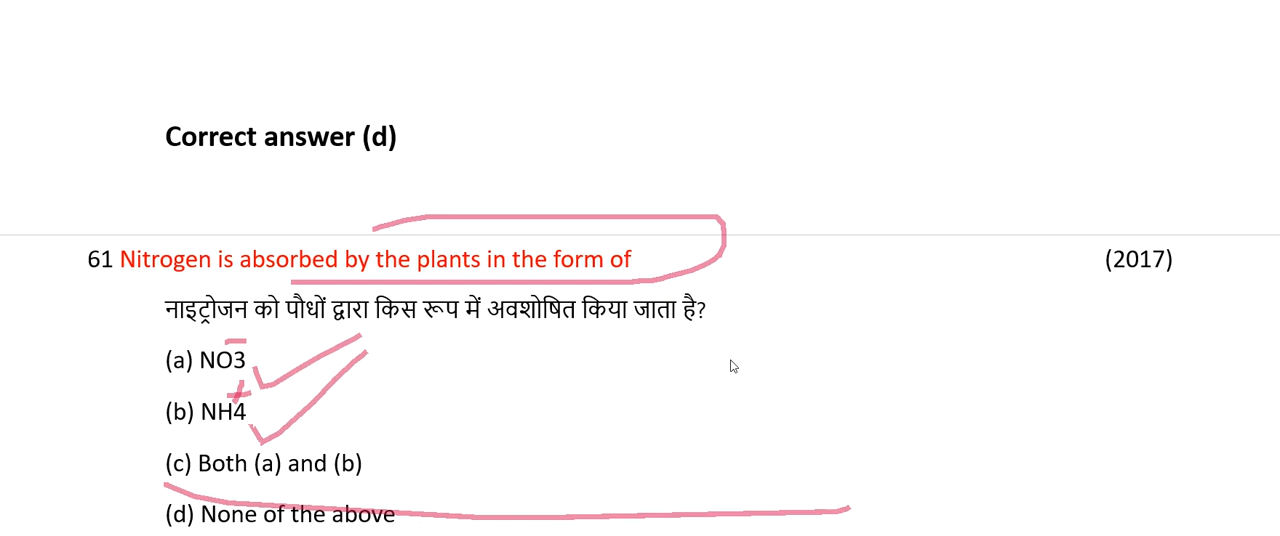 Correct answer (d)
61 Nitrogen is absorbed by the plants in the form of (2017)
नाइट्रोजन को पौधों द्वारा किस रूप में अवशोषित किया जाता है?
(a) NO3
(b) NH4
(c) Both (a) and (b)
(d) None of the above